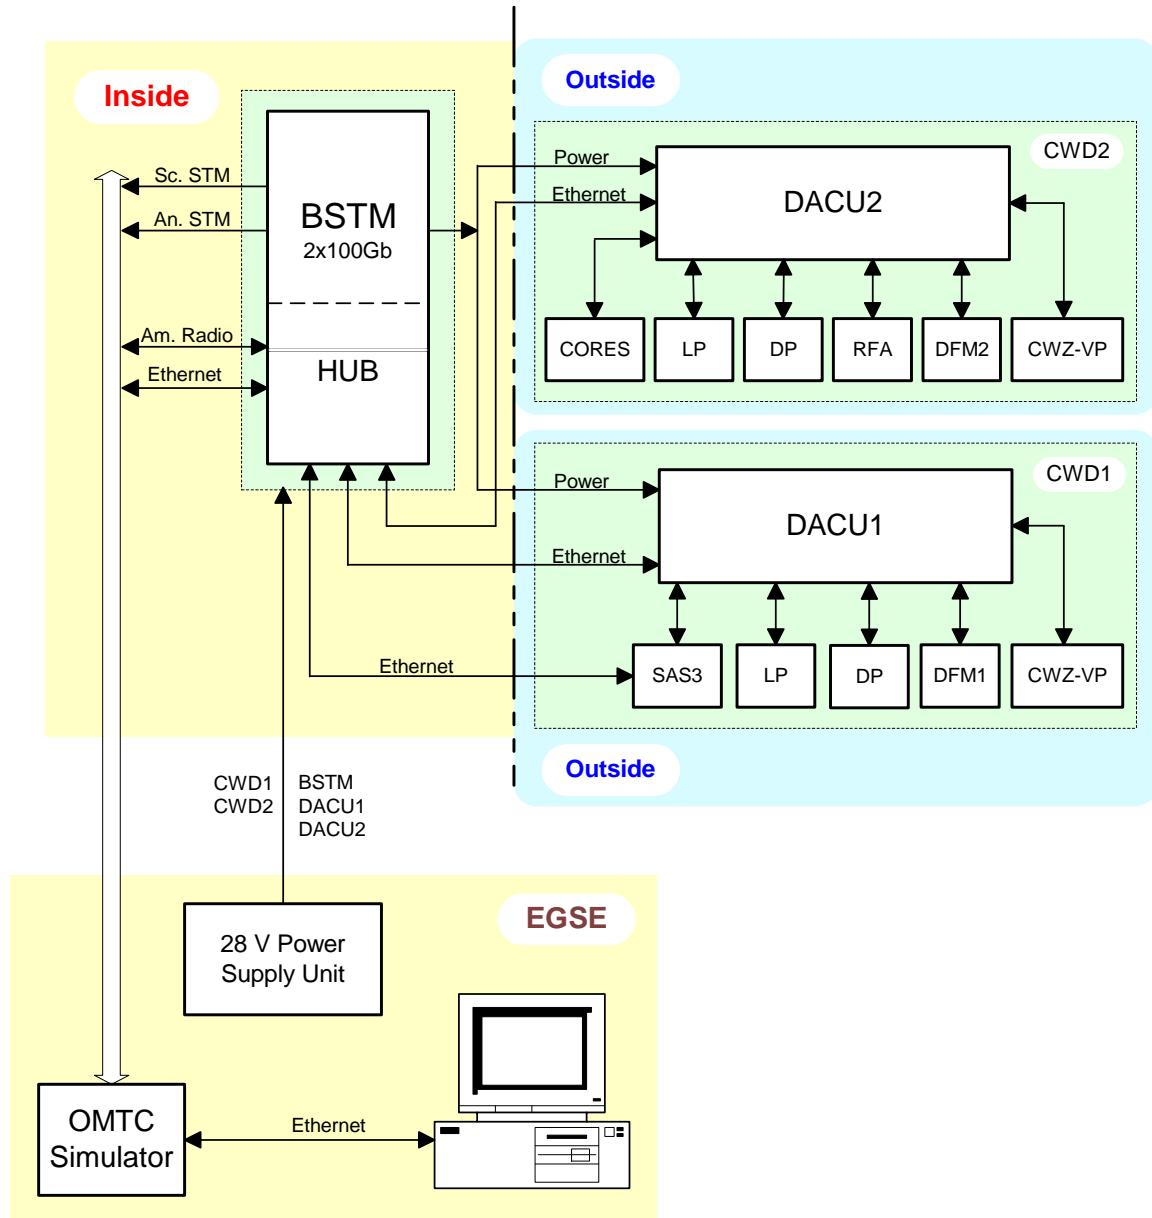 Inside
Outside
CWD2
Sc. STM
An. STM
Am. Radio
Ethernet
BSTM
2x100Gb
HUB
Power
Ethernet
DACU2
CORES
LP
DP
RFA
DFM2
CWZ-VP
CWD1
Power
Ethernet
DACU1
Ethernet
SAS3
LP
DP
DFM1
CWZ-VP
Outside
CWD1
CWD2
BSTM
DACU1
DACU2
EGSE
28 V Power
Supply Unit
OMTC
Simulator
Ethernet